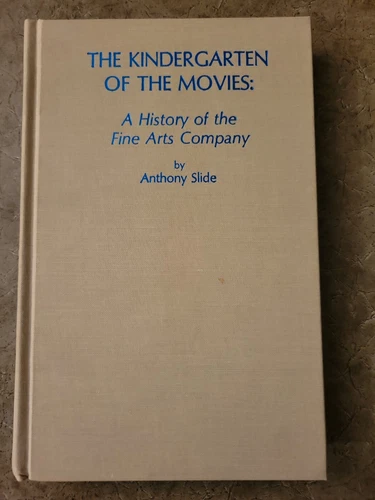 THE KINDERGARTEN
OF THE MOVIES:
A History of the
Fine Arts Company
by
Anthony Slide